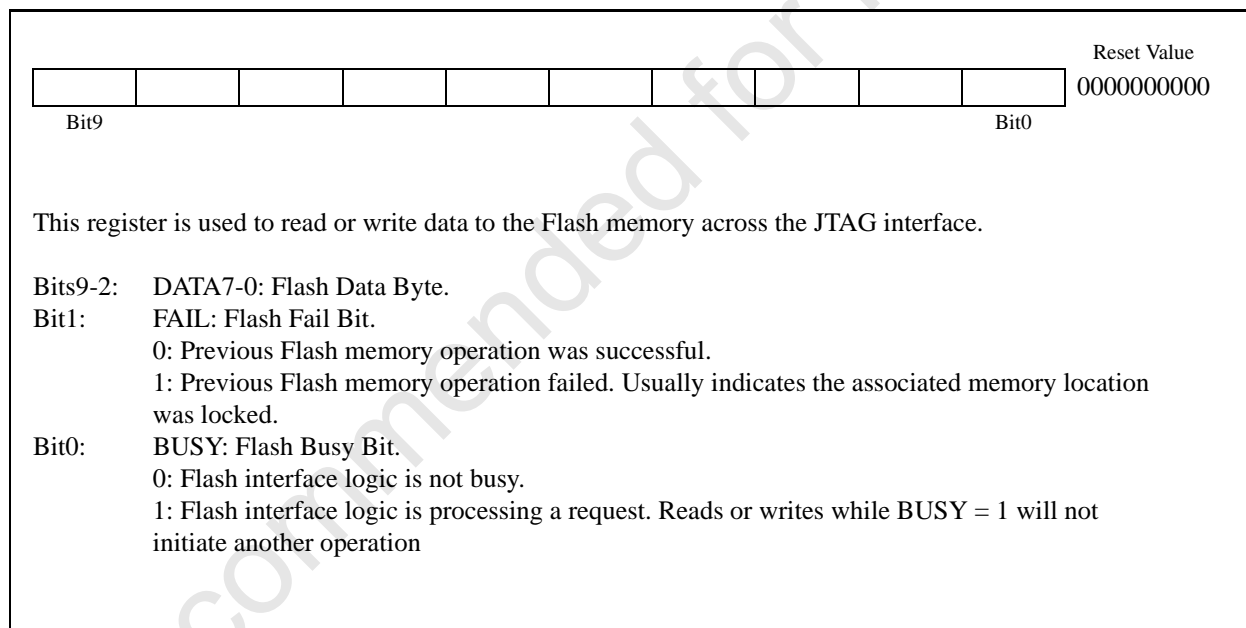 Reset Value
0000000000
Bit9 Bit0
This register is used to read or write data to the Flash memory across the JTAG interface.
Bits9-2: DATA7-0: Flash Data Byte.
Bit1: FAIL: Flash Fail Bit.
0: Previous Flash memory operation was successful.
1: Previous Flash memory operation failed. Usually indicates the associated memory location
was locked.
Bit0: BUSY: Flash Busy Bit.
0: Flash interface logic is not busy.
1: Flash interface logic is processing a request. Reads or writes while BUSY = 1 will not
initiate another operation
commended for